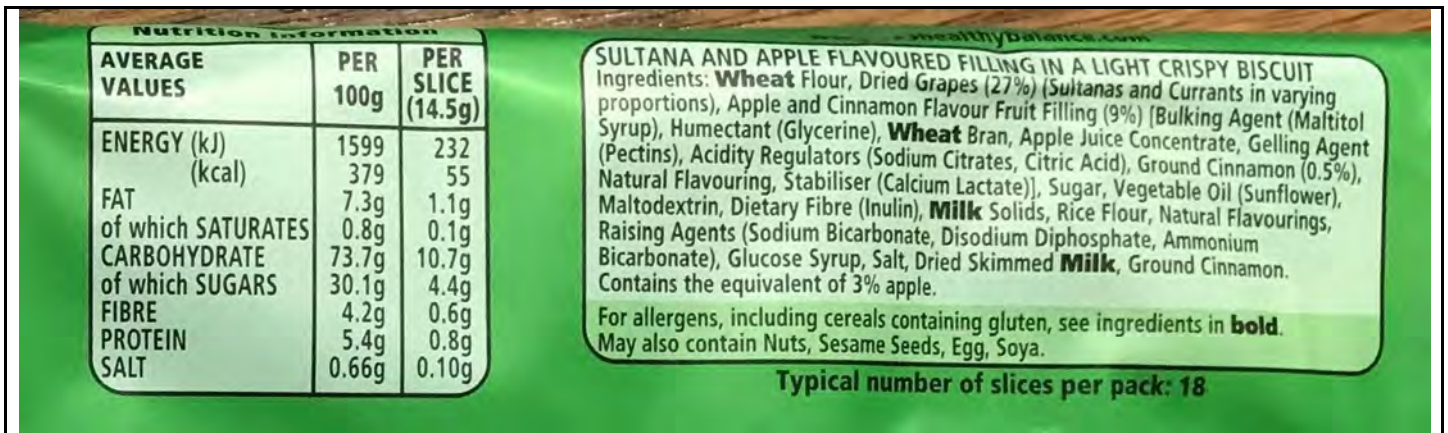 Nutrition Information
AVERAGE VALUES PER 100g PER SLICE (14.5g)
ENERGY (kJ) 1599 232
(kcal) 379 55
FAT 7.3g 1.1g
of which SATURATES 0.8g 0.1g
CARBOHYDRATE 73.7g 10.7g
of which SUGARS 30.1g 4.4g
FIBRE 4.2g 0.6g
PROTEIN 5.4g 0.8g
SALT 0.66g 0.10g
healthybalance.com
SULTANA AND APPLE FLAVOURED FILLING IN A LIGHT CRISPY BISCUIT
Ingredients: Wheat Flour, Dried Grapes (27%) (Sultanas and Currants in varying
proportions), Apple and Cinnamon Flavour Fruit Filling (9%) [Bulking Agent (Maltitol
Syrup), Humectant (Glycerine), Wheat Bran, Apple Juice Concentrate, Gelling Agent
(Pectins), Acidity Regulators (Sodium Citrates, Citric Acid), Ground Cinnamon (0.5%),
Natural Flavouring, Stabiliser (Calcium Lactate)], Sugar, Vegetable Oil (Sunflower),
Maltodextrin, Dietary Fibre (Inulin), Milk Solids, Rice Flour, Natural Flavourings,
Raising Agents (Sodium Bicarbonate, Disodium Diphosphate, Ammonium
Bicarbonate), Glucose Syrup, Salt, Dried Skimmed Milk, Ground Cinnamon.
Contains the equivalent of 3% apple.
For allergens, including cereals containing gluten, see ingredients in bold.
May also contain Nuts, Sesame Seeds, Egg, Soya.
Typical number of slices per pack: 18